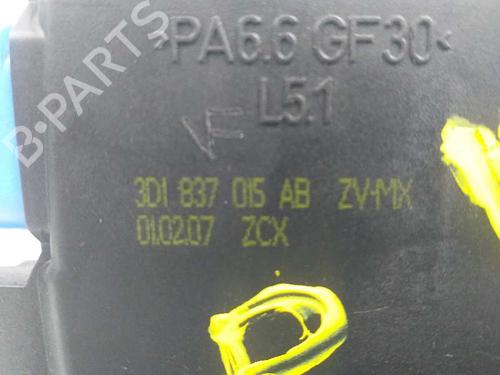 >PA6.6 GF30<
L5.1
VF
3D1 837 015 AB ZV-MX
01.02.07 ZCX
B-PARTS